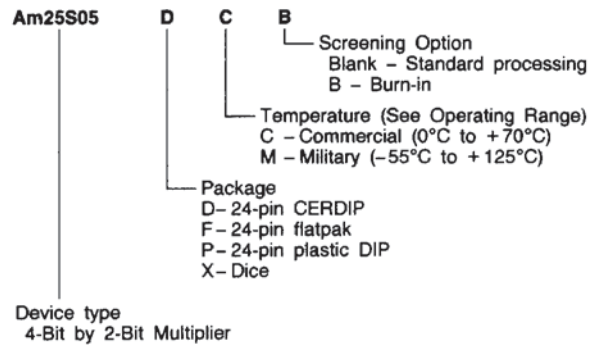 Am25S05 D C B
Screening Option
Blank – Standard processing
B – Burn-in
Temperature (See Operating Range)
C – Commercial (0°C to +70°C)
M – Military (–55°C to +125°C)
Package
D– 24-pin CERDIP
F– 24-pin flatpak
P– 24-pin plastic DIP
X– Dice
Device type
4-Bit by 2-Bit Multiplier